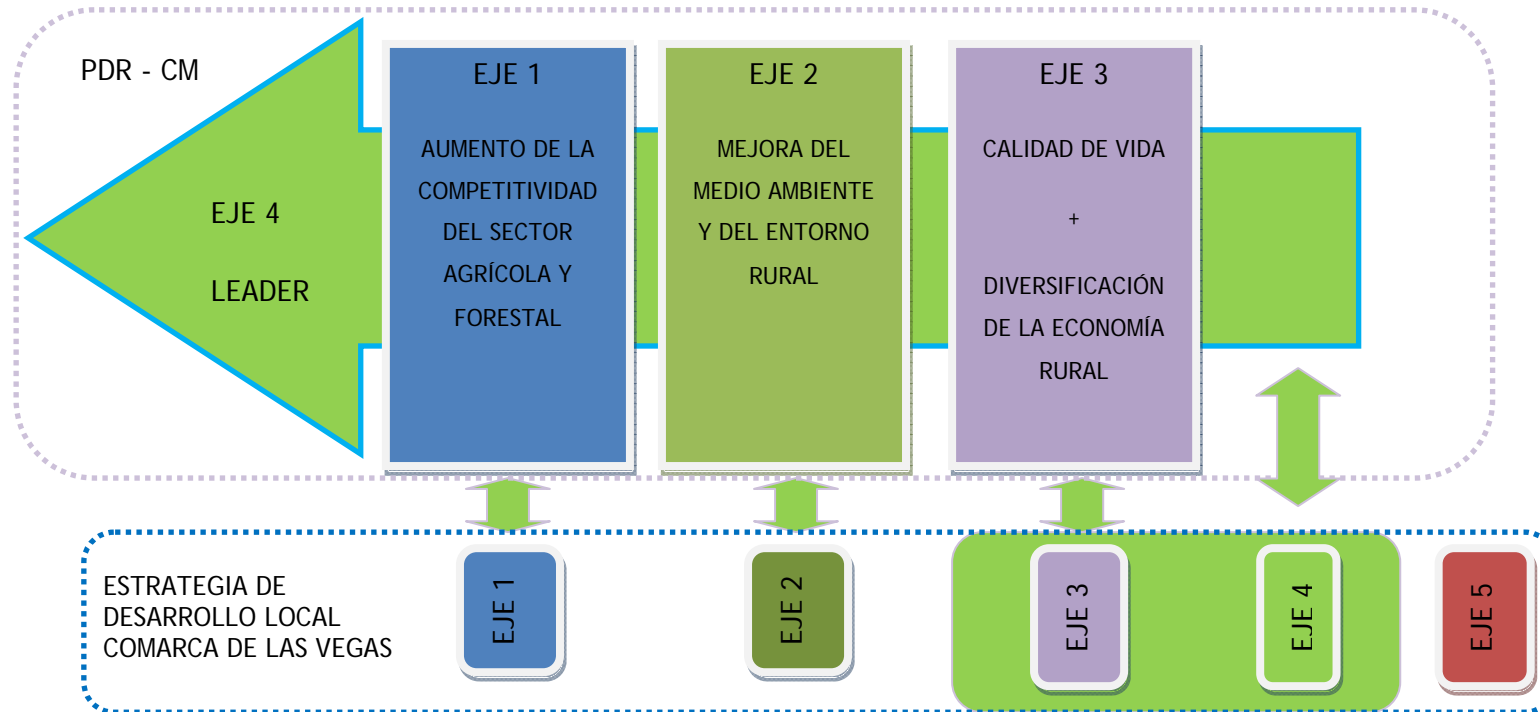 PDR - CM
EJE 4
LEADER
EJE 1
AUMENTO DE LA
COMPETITIVIDAD
DEL SECTOR
AGRÍCOLA Y
FORESTAL
EJE 2
MEJORA DEL
MEDIO AMBIENTE
Y DEL ENTORNO
RURAL
EJE 3
CALIDAD DE VIDA
+
DIVERSIFICACIÓN
DE LA ECONOMÍA
RURAL
ESTRATEGIA DE
DESARROLLO LOCAL
COMARCA DE LAS VEGAS
EJE 1
EJE 2
EJE 3
EJE 4
EJE 5